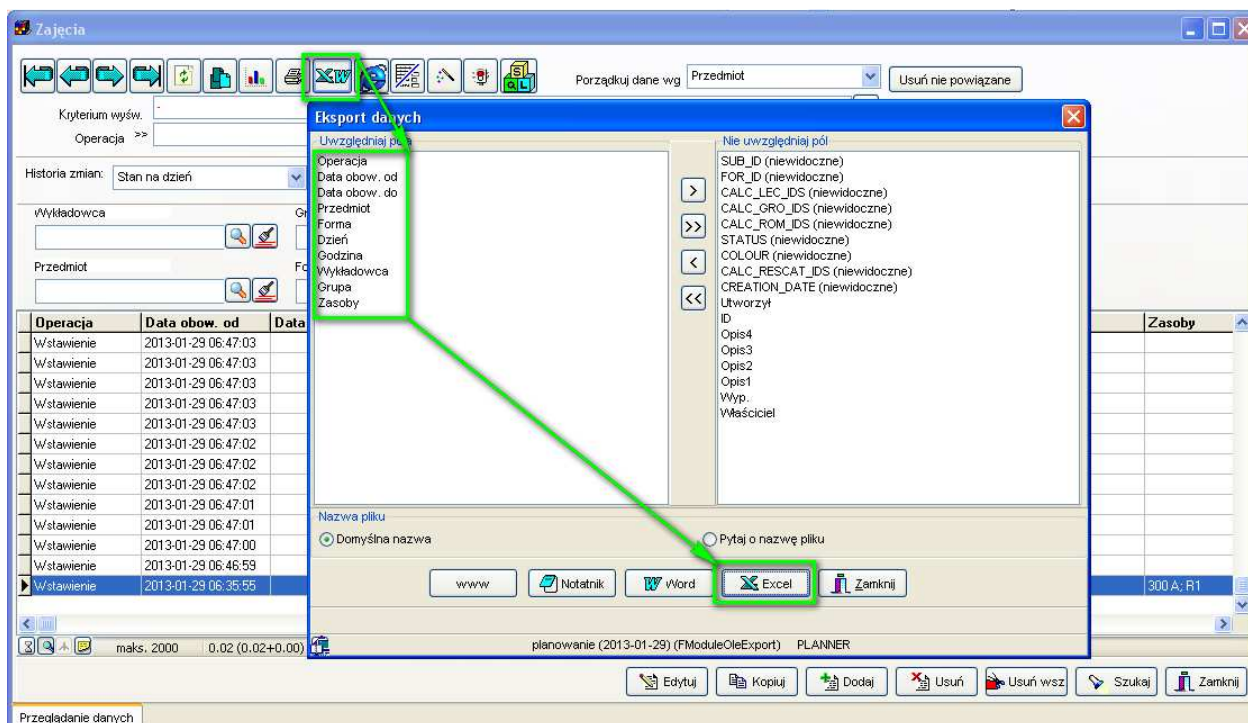 Zajęcia
XW
SQL
Porządkuj dane wg Przedmiot Usuń nie powiązane
Kryterium wyśw. -
Operacja >>
Historia zmian: Stan na dzień
Wykładowca
Przedmiot
Eksport danych
Uwzględniaj pola
Operacja
Data obow. od
Data obow. do
Przedmiot
Forma
Dzień
Godzina
Wykładowca
Grupa
Zasoby
>
>>
<
<<
Nie uwzględniaj pól
SUB_ID (niewidoczne)
FOR_ID (niewidoczne)
CALC_LEC_IDS (niewidoczne)
CALC_GRO_IDS (niewidoczne)
CALC_ROM_IDS (niewidoczne)
STATUS (niewidoczne)
COLOUR (niewidoczne)
CALC_RESCAT_IDS (niewidoczne)
CREATION_DATE (niewidoczne)
Utworzył
ID
Opis4
Opis3
Opis2
Opis1
Wyp.
Właściciel
Nazwa pliku
Domyślna nazwa Pytaj o nazwę pliku
www Notatnik Word Excel Zamknij
planowanie (2013-01-29) (FModuleOleExport) PLANNER
Operacja Data obow. od Data Zasoby
Wstawienie 2013-01-29 06:47:03
Wstawienie 2013-01-29 06:47:03
Wstawienie 2013-01-29 06:47:03
Wstawienie 2013-01-29 06:47:03
Wstawienie 2013-01-29 06:47:03
Wstawienie 2013-01-29 06:47:02
Wstawienie 2013-01-29 06:47:02
Wstawienie 2013-01-29 06:47:02
Wstawienie 2013-01-29 06:47:01
Wstawienie 2013-01-29 06:47:01
Wstawienie 2013-01-29 06:47:00
Wstawienie 2013-01-29 06:46:59
Wstawienie 2013-01-29 06:35:55 300 A; R1
maks. 2000 0.02 (0.02+0.00)
Edytuj Kopiuj Dodaj Usuń Usuń wsz Szukaj Zamknij
Przeglądanie danych